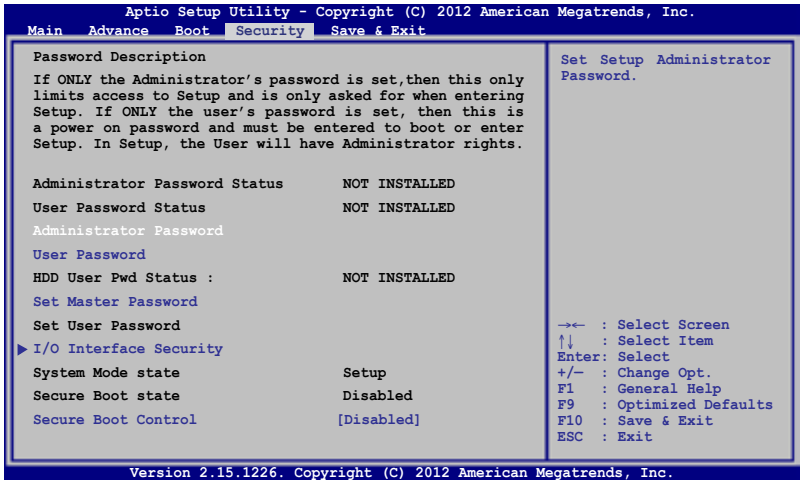 Aptio Setup Utility - Copyright (C) 2012 American Megatrends, Inc.
Main Advance Boot Security Save & Exit
Password Description
If ONLY the Administrator's password is set,then this only
limits access to Setup and is only asked for when entering
Setup. If ONLY the user's password is set, then this is
a power on password and must be entered to boot or enter
Setup. In Setup, the User will have Administrator rights.
Administrator Password Status NOT INSTALLED
User Password Status NOT INSTALLED
Administrator Password
User Password
HDD User Pwd Status : NOT INSTALLED
Set Master Password
Set User Password
I/O Interface Security
System Mode state Setup
Secure Boot state Disabled
Secure Boot Control [Disabled]
Set Setup Administrator
Password.
→← : Select Screen
↑↓ : Select Item
Enter: Select
+/— : Change Opt.
F1 : General Help
F9 : Optimized Defaults
F10 : Save & Exit
ESC : Exit
Version 2.15.1226. Copyright (C) 2012 American Megatrends, Inc.